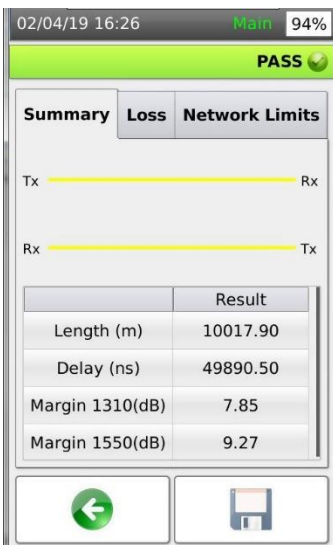 02/04/19 16:26 Main 94%
PASS
Summary Loss Network Limits
Tx Rx
Rx Tx
Result
Length (m) 10017.90
Delay (ns) 49890.50
Margin 1310(dB) 7.85
Margin 1550(dB) 9.27